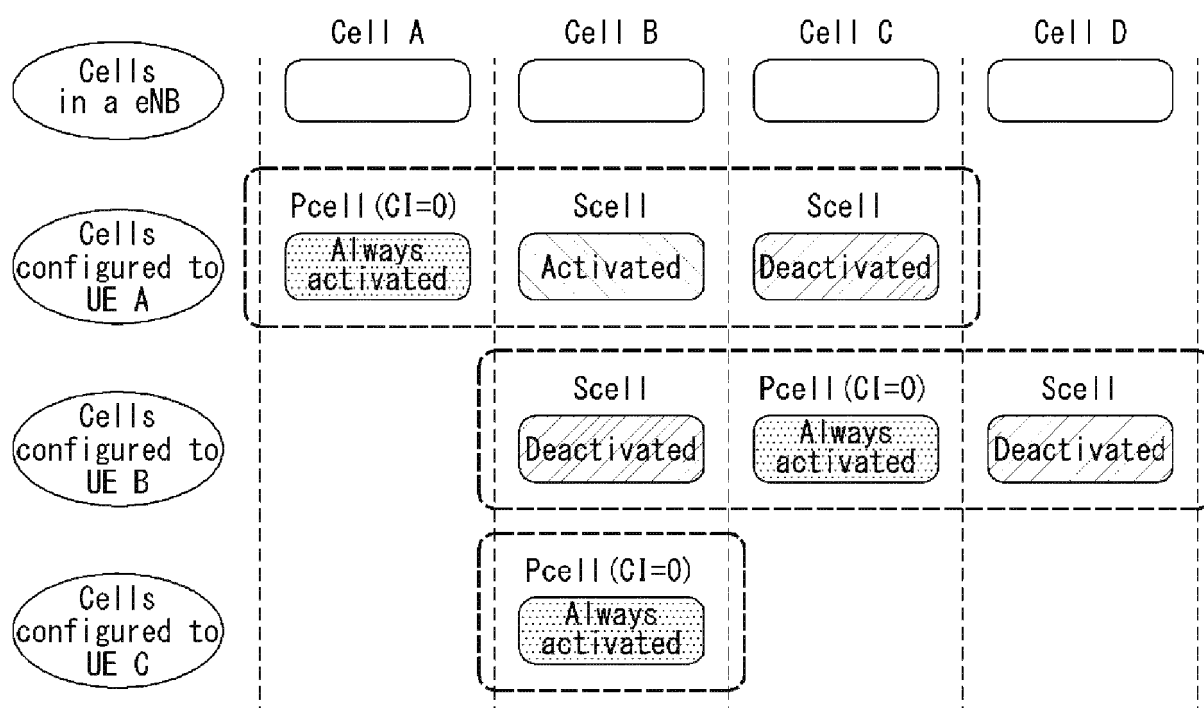 Cell A Cell B Cell C Cell D
Cells
in a eNB
Pcell(CI=0) Scell Scell
Cells
configured to
UE A
Always
activated
Activated
Deactivated
Scell Pcell(CI=0) Scell
Cells
configured to
UE B
Deactivated
Always
activated
Deactivated
Pcell(CI=0)
Cells
configured to
UE C
Always
activated